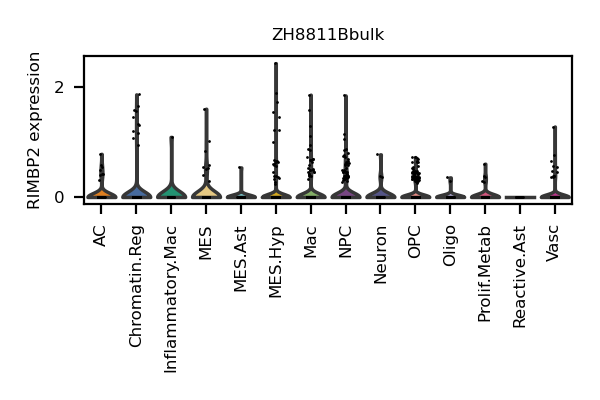 ZH8811Bbulk
RIMBP2 expression
2
0
AC
Chromatin.Reg
Inflammatory.Mac
MES
MES.Ast
MES.Hyp
Mac
NPC
Neuron
OPC
Oligo
Prolif.Metab
Reactive.Ast
Vasc